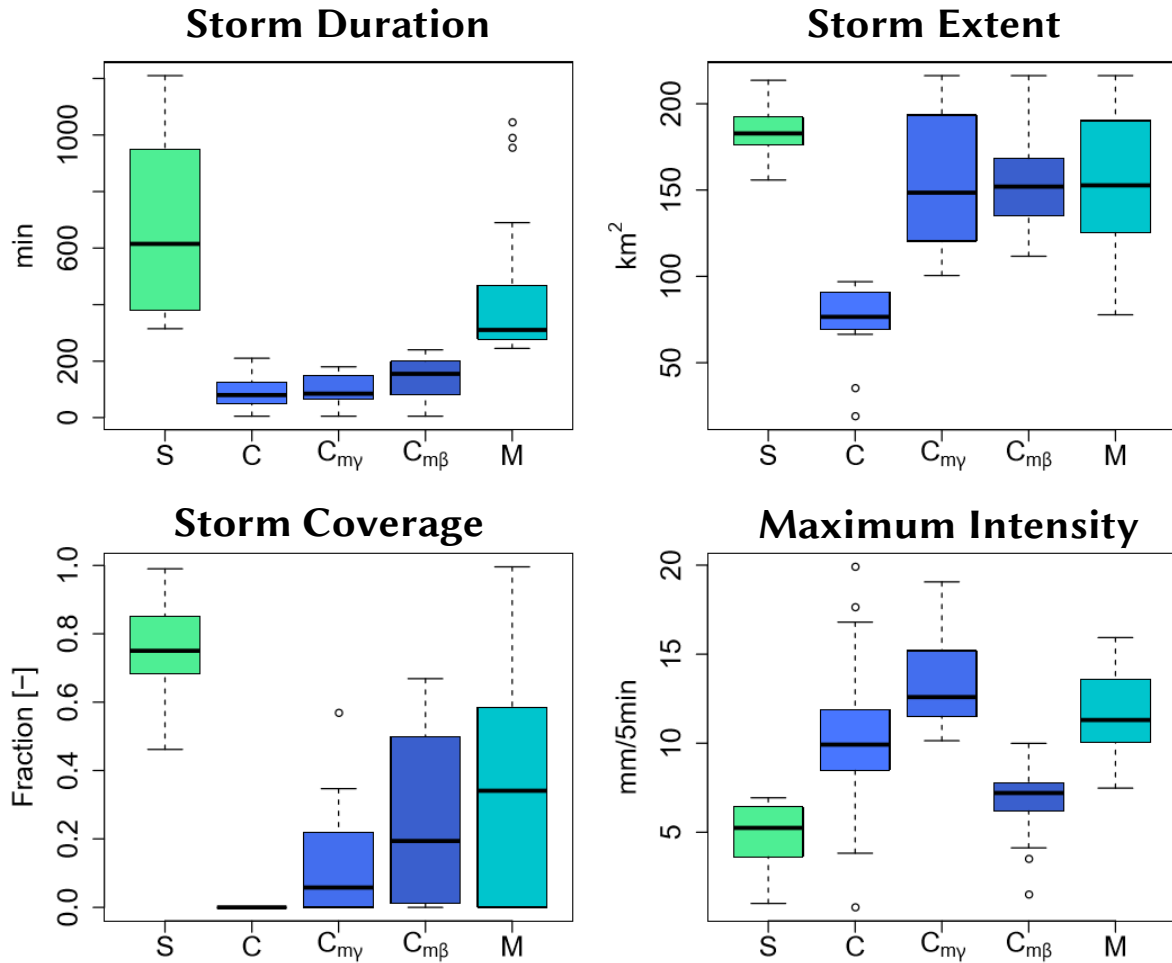 Storm Duration
min
0 200 600 1000
S C Cmγ Cmβ M
Storm Extent
km²
50 100 150 200
S C Cmγ Cmβ M
Storm Coverage
Fraction [−]
0.0 0.2 0.4 0.6 0.8 1.0
S C Cmγ Cmβ M
Maximum Intensity
mm/5min
5 10 15 20
S C Cmγ Cmβ M